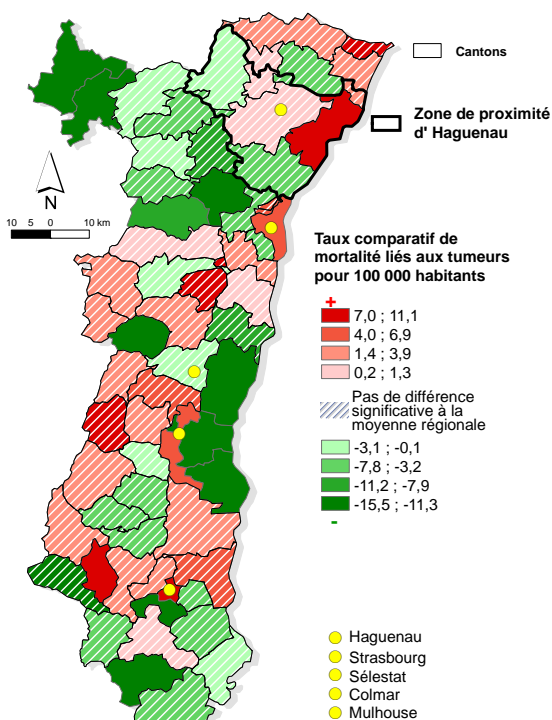 Cantons
Zone de proximité
d' Haguenau
N
10 5 0 10 km
Taux comparatif de
mortalité liés aux tumeurs
pour 100 000 habitants
+
7,0 ; 11,1
4,0 ; 6,9
1,4 ; 3,9
0,2 ; 1,3
Pas de différence
significative à la
moyenne régionale
-3,1 ; -0,1
-7,8 ; -3,2
-11,2 ; -7,9
-15,5 ; -11,3
-
Haguenau
Strasbourg
Sélestat
Colmar
Mulhouse